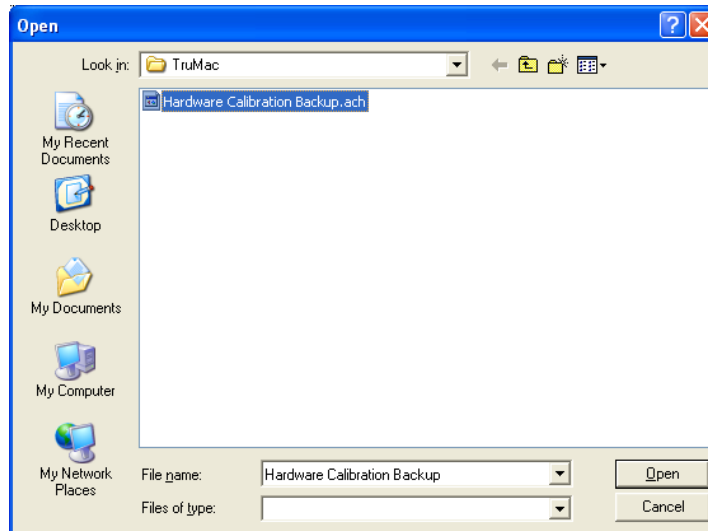 Open
Look in: TruMac
Hardware Calibration Backup.ach
My Recent
Documents
Desktop
My Documents
My Computer
My Network
Places
File name: Hardware Calibration Backup
Open
Files of type:
Cancel